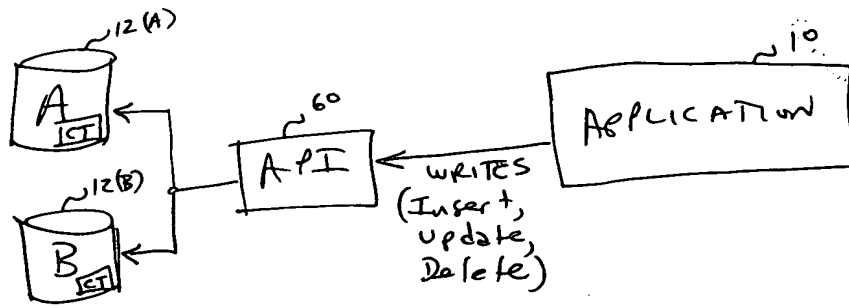 12(A)
10
A
CT
60
APPLICATION
API
WRITES
(Insert,
update,
Delete)
12(B)
B
CT